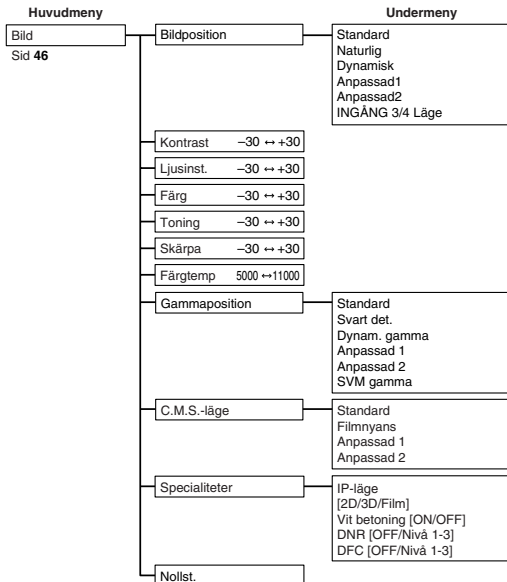 Huvudmeny
Undermeny
Bild
Sid 46
Bildposition
Standard
Naturlig
Dynamisk
Anpassad1
Anpassad2
INGÅNG 3/4 Läge
Kontrast –30 ↔ +30
Ljusinst. –30 ↔ +30
Färg –30 ↔ +30
Toning –30 ↔ +30
Skärpa –30 ↔ +30
Färgtemp 5000 ↔11000
Gammaposition
Standard
Svart det.
Dynam. gamma
Anpassad 1
Anpassad 2
SVM gamma
C.M.S.-läge
Standard
Filmnyans
Anpassad 1
Anpassad 2
Specialiteter
IP-läge
[2D/3D/Film]
Vit betoning [ON/OFF]
DNR [OFF/Nivå 1-3]
DFC [OFF/Nivå 1-3]
Nollst.